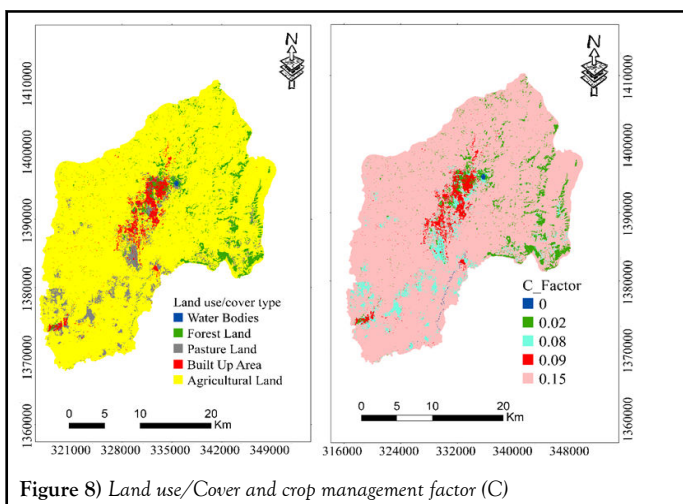 N
N
1410000
1400000
1390000
1380000
1370000
1360000
1410000
1400000
1390000
1380000
1370000
1360000
Land use/cover type
Water Bodies
Forest Land
Pasture Land
Built Up Area
Agricultural Land
C_Factor
0
0.02
0.08
0.09
0.15
0 5 10 20
Km
0 5 10 20
Km
321000 328000 335000 342000 349000
316000 324000 332000 340000 348000
Figure 8) Land use/Cover and crop management factor (C)